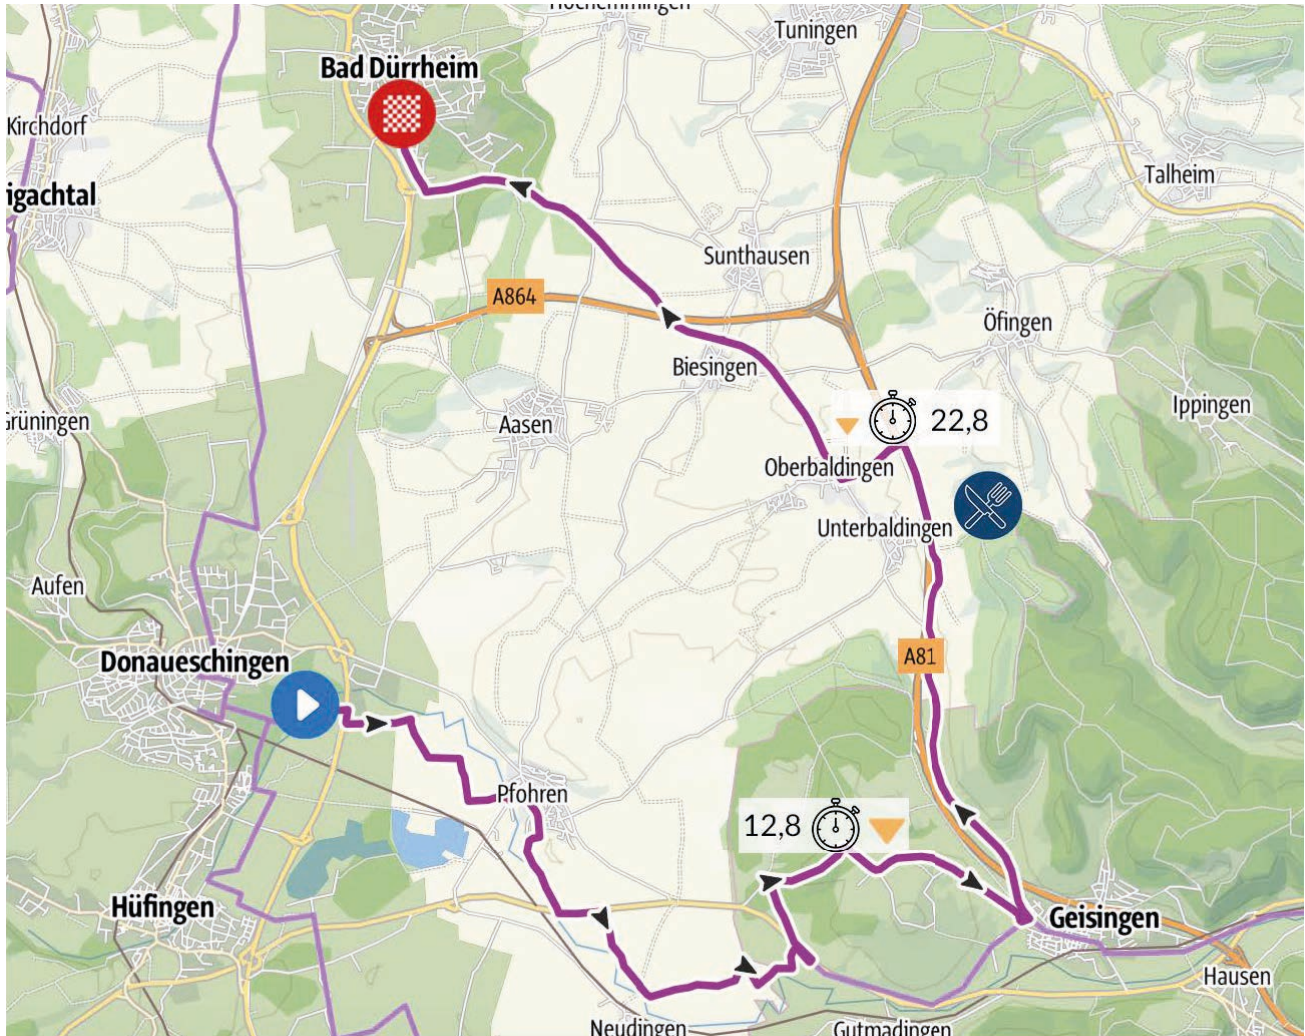 Hochemmingen
Tuningen
Bad Dürrheim
Kirchdorf
Talheim
igachtal
Sunthausen
A864
Öfingen
Biesingen
Ippingen
rüningen
Aasen
22,8
Oberbaldingen
Unterbaldingen
Aufen
Donaueschingen
A81
Pfohren
12,8
Hüfingen
Geisingen
Hausen
Neudingen
Gutmadingen